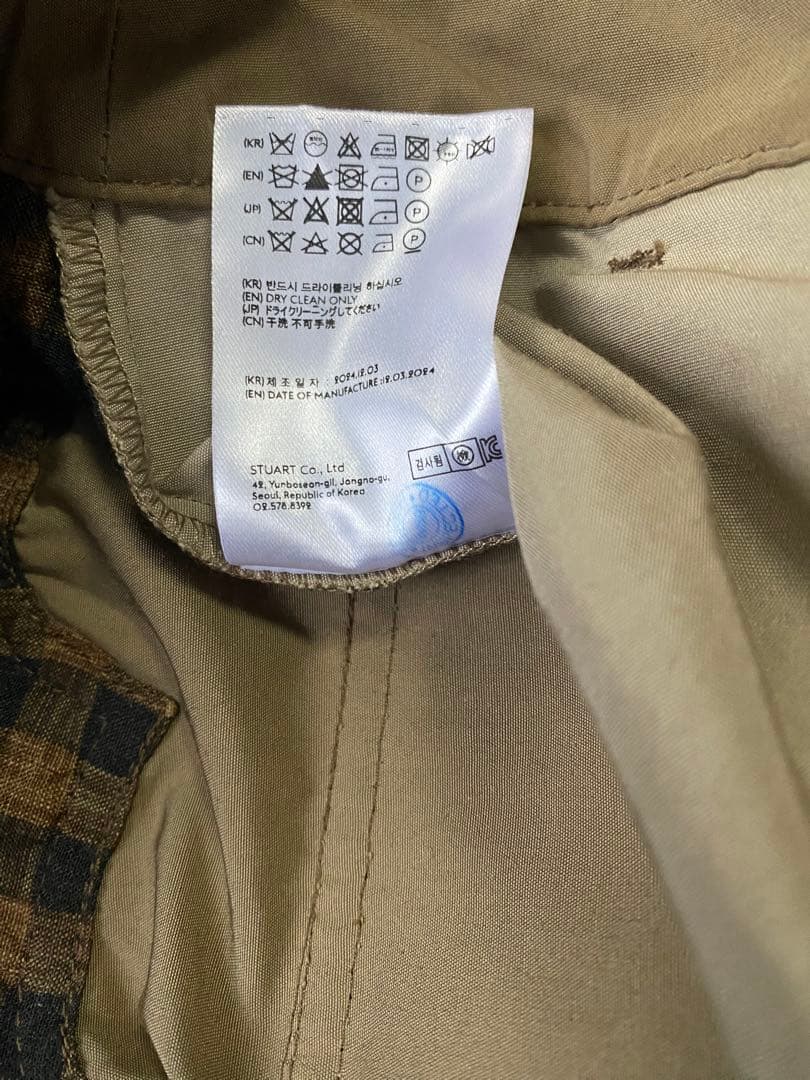 (KR)
(EN) P
(JP) P
(CN) P
(KR) 반드시 드라이클리닝 하십시오
(EN) DRY CLEAN ONLY
(JP) ドライクリーニングしてください
(CN) 干洗 不可手洗
(KR) 제 조 일 자 : 2024.12.03
(EN) DATE OF MANUFACTURE :12.03.2024
STUART Co., Ltd
42, Yunboseon-gil, Jongno-gu,
Seoul, Republic of Korea
02.578.8392
검사필